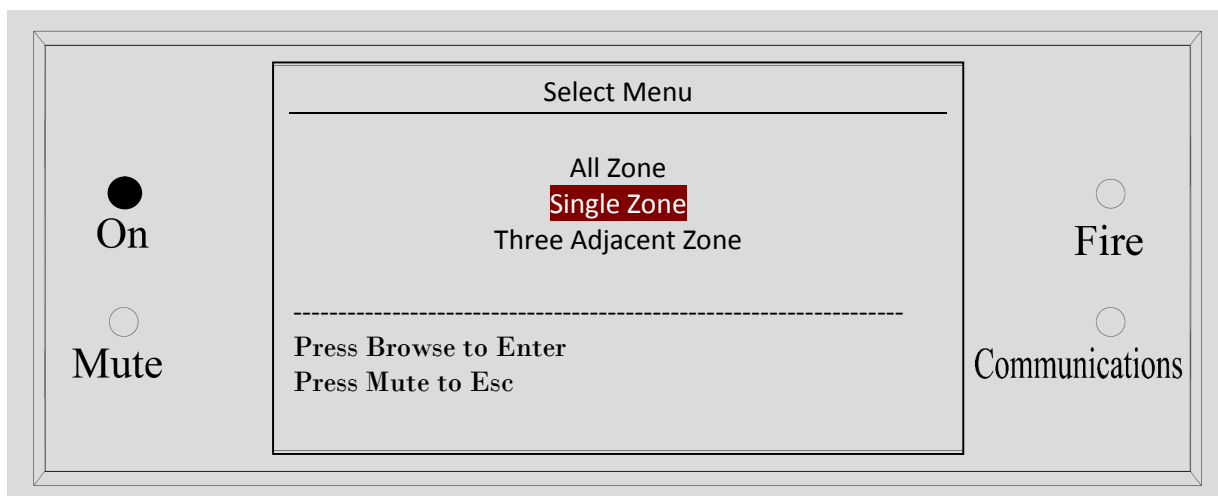 Select Menu
All Zone
Single Zone
Three Adjacent Zone
On
Fire
---------------------------------------------------------------------
Press Browse to Enter
Press Mute to Esc
Mute
Communications